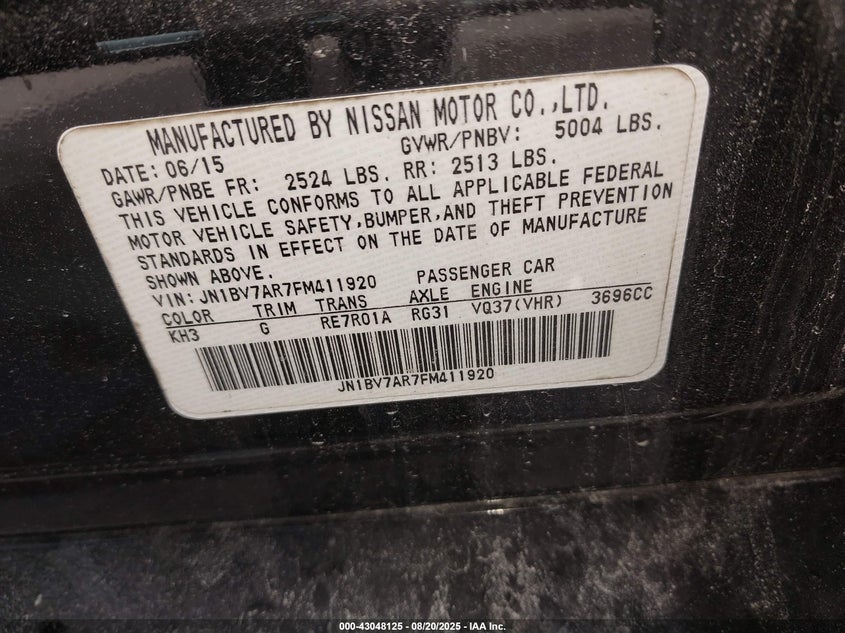 MANUFACTURED BY NISSAN MOTOR CO.,LTD.
DATE: 06/15 GVWR/PNBV: 5004 LBS.
GAWR/PNBE FR: 2524 LBS. RR: 2513 LBS.
THIS VEHICLE CONFORMS TO ALL APPLICABLE FEDERAL
MOTOR VEHICLE SAFETY,BUMPER,AND THEFT PREVENTION
STANDARDS IN EFFECT ON THE DATE OF MANUFACTURE
SHOWN ABOVE.
VIN: JN1BV7AR7FM411920 PASSENGER CAR
COLOR TRIM TRANS AXLE ENGINE
KH3 G RE7R01A RG31 VQ37(VHR) 3696CC
JN1BV7AR7FM411920
000-43048125 - 08/20/2025 - IAA Inc.